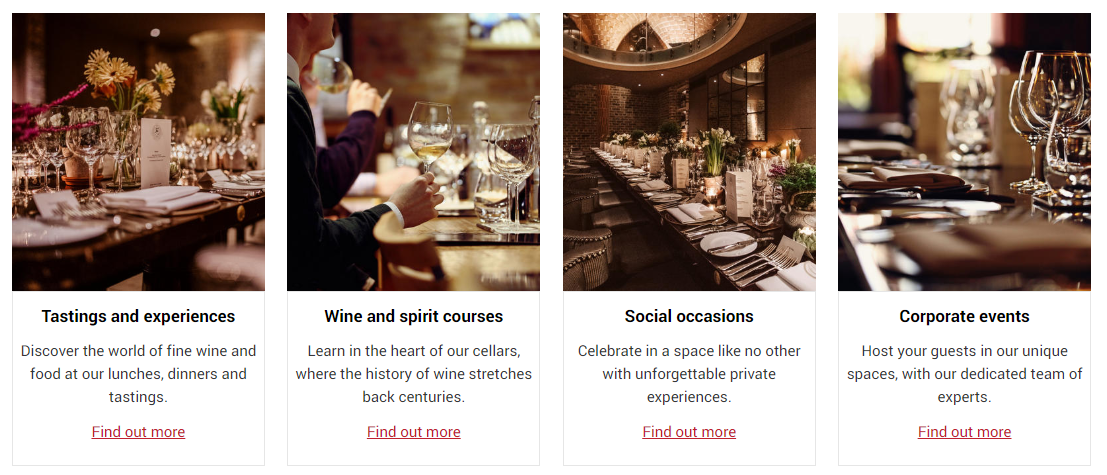 Tastings and experiences
Discover the world of fine wine and
food at our lunches, dinners and
tastings.
Find out more
Wine and spirit courses
Learn in the heart of our cellars,
where the history of wine stretches
back centuries.
Find out more
Social occasions
Celebrate in a space like no other
with unforgettable private
experiences.
Find out more
Corporate events
Host your guests in our unique
spaces, with our dedicated team of
experts.
Find out more